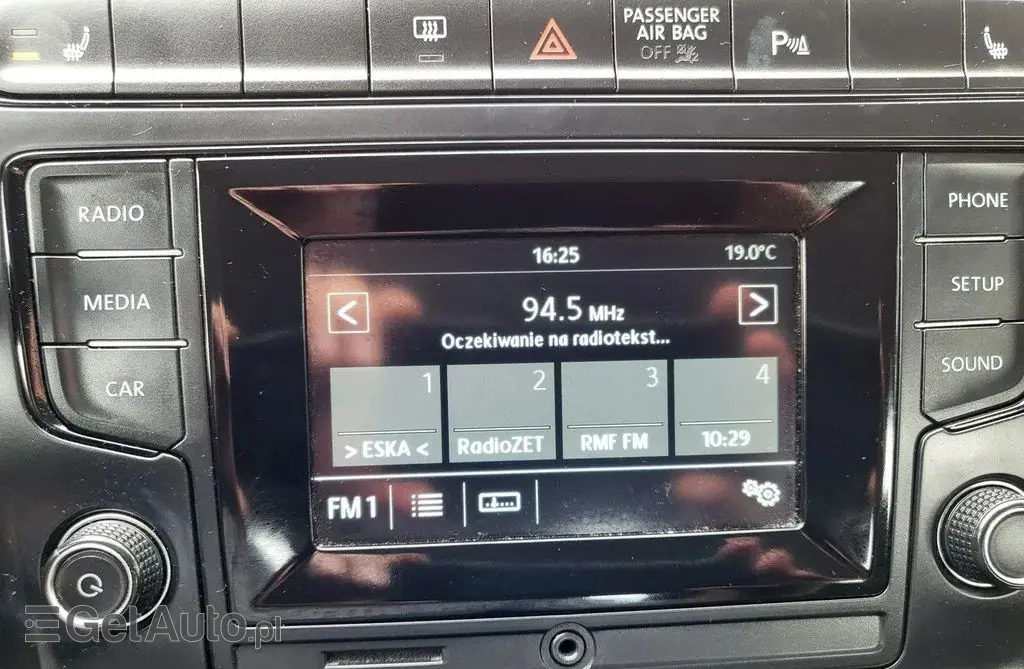 PASSENGER
AIR BAG
OFF
P
RADIO
MEDIA
CAR
PHONE
SETUP
SOUND
16:25
19.0°C
<
94.5 MHz
>
Oczekiwanie na radiotekst...
1
2
3
4
> ESKA <
RadioZET
RMF FM
10:29
FM 1
GetAuto.pl